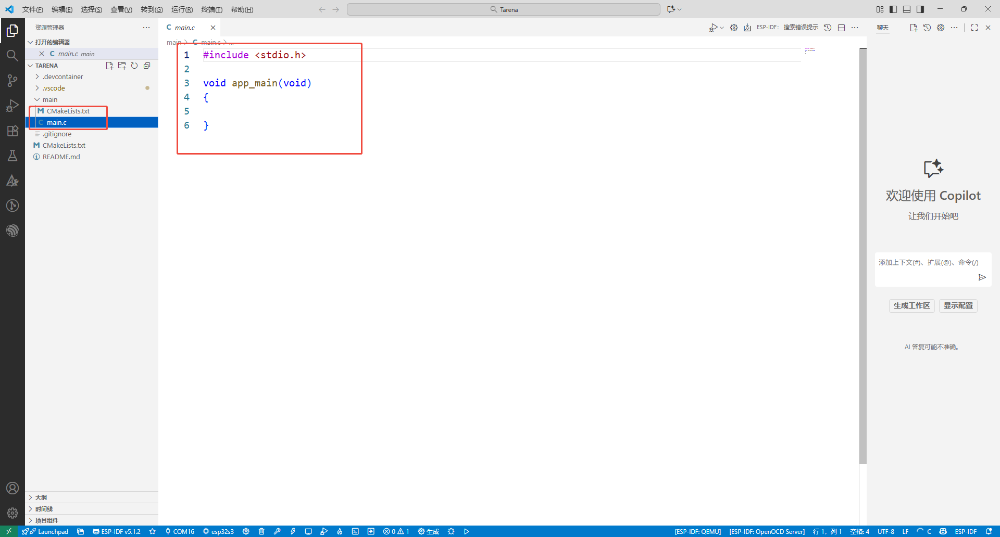 文件(F) 编辑(E) 选择(S) 查看(V) 转到(G) 运行(R) 终端(T) 帮助(H) Tarena
资源管理器
打开的编辑器
main.c main
TARENA
.devcontainer
.vscode
main
CMakeLists.txt
main.c
.gitignore
CMakeLists.txt
README.md
大纲
时间线
项目组件
main.c
ESP-IDF: 搜索错误提示
main > C main.c > ...
1 #include <stdio.h>
2
3 void app_main(void)
4 {
5
6 }
聊天
欢迎使用 Copilot
让我们开始吧
添加上下文(#)、扩展(@)、命令(/)
生成工作区 显示配置
AI 答复可能不准确。
Launchpad ESP-IDF v5.1.2 COM16 esp32s3 0 1 生成 [ESP-IDF: QEMU] [ESP-IDF: OpenOCD Server] 行 1, 列 1 空格: 4 UTF-8 LF C ESP-IDF